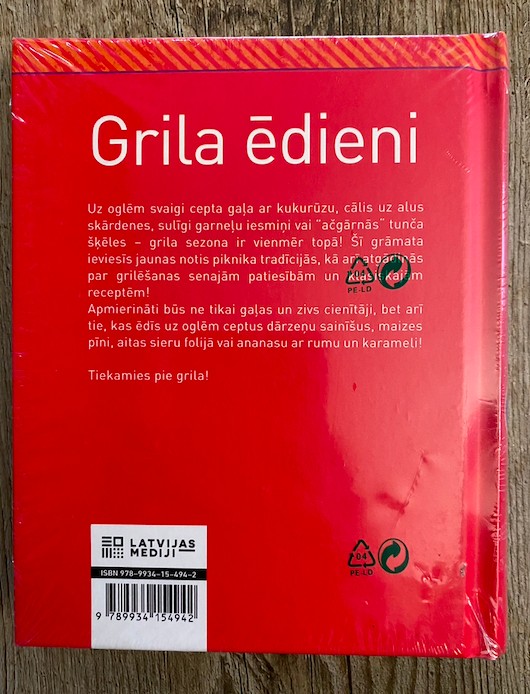 Grila ēdieni
Uz oglēm svaigi cepta gaļa ar kukurūzu, cālis uz alus
skārdenes, sulīgi garneļu iesmiņi vai "ačgārnās" tunča
šķēles – grila sezona ir vienmēr topā! Šī grāmata
ieviesīs jaunas notis piknika tradīcijās, kā arī atgādinās
par grilēšanas senajām patiesībām un klasiskajām
receptēm!
Apmierināti būs ne tikai gaļas un zivs cienītāji, bet arī
tie, kas ēdīs uz oglēm ceptus dārzeņu sainīšus, maizes
pīni, aitas sieru folijā vai ananasu ar rumu un karameli!
Tiekamies pie grila!
04
PE-LD
LATVIJAS
MEDIJI
ISBN 978-9934-15-494-2
9 789934 154942
04
PE-LD